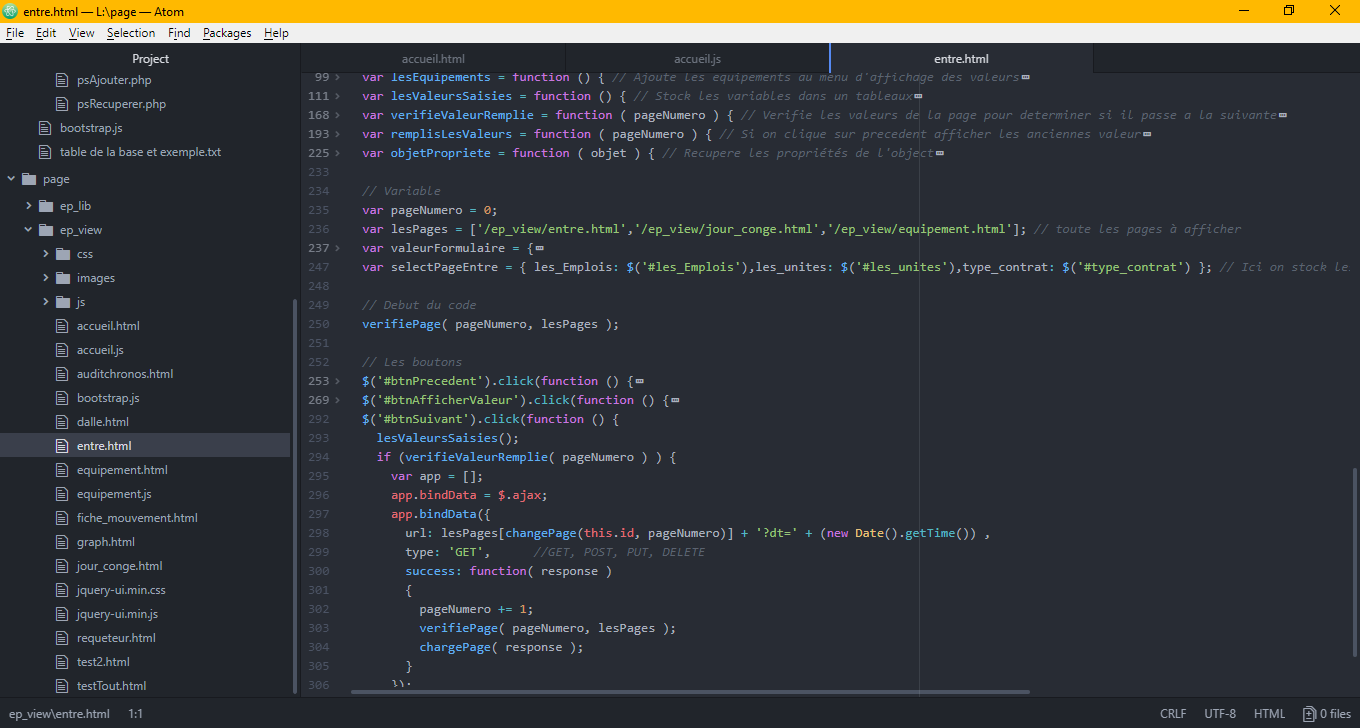 entre.html — L:\page — Atom
File Edit View Selection Find Packages Help
Project
psAjouter.php
psRecuperer.php
bootstrap.js
table de la base et exemple.txt
page
ep_lib
ep_view
css
images
js
accueil.html
accueil.js
auditchronos.html
bootstrap.js
dalle.html
entre.html
equipement.html
equipement.js
fiche_mouvement.html
graph.html
jour_conge.html
jquery-ui.min.css
jquery-ui.min.js
requeteur.html
test2.html
testTout.html
accueil.html accueil.js entre.html
99 var lesEquipements = function () { // Ajoute les equipements au menu d'affichage des valeurs
111 var lesValeursSaisies = function () { // Stock les variables dans un tableaux
168 var verifieValeurRemplie = function ( pageNumero ) { // Verifie les valeurs de la page pour determiner si il passe a la suivante
193 var remplisLesValeurs = function ( pageNumero ) { // Si on clique sur precedent afficher les anciennes valeur
225 var objetPropriete = function ( objet ) { // Recupere les propriétés de l'object
233
234 // Variable
235 var pageNumero = 0;
236 var lesPages = ['/ep_view/entre.html','/ep_view/jour_conge.html','/ep_view/equipement.html']; // toute les pages à afficher
237 var valeurFormulaire = {
247 var selectPageEntre = { les_Emplois: $('#les_Emplois'),les_unites: $('#les_unites'),type_contrat: $('#type_contrat') }; // Ici on stock le
248
249 // Debut du code
250 verifiePage( pageNumero, lesPages );
251
252 // Les boutons
253 $('#btnPrecedent').click(function () {
269 $('#btnAfficherValeur').click(function () {
292 $('#btnSuivant').click(function () {
293 lesValeursSaisies();
294 if (verifieValeurRemplie( pageNumero ) ) {
295 var app = [];
296 app.bindData = $.ajax;
297 app.bindData({
298 url: lesPages[changePage(this.id, pageNumero)] + '?dt=' + (new Date().getTime()) ,
299 type: 'GET', //GET, POST, PUT, DELETE
300 success: function( response )
301 {
302 pageNumero += 1;
303 verifiePage( pageNumero, lesPages );
304 chargePage( response );
305 }
306 });
ep_view\entre.html 1:1 CRLF UTF-8 HTML 0 files